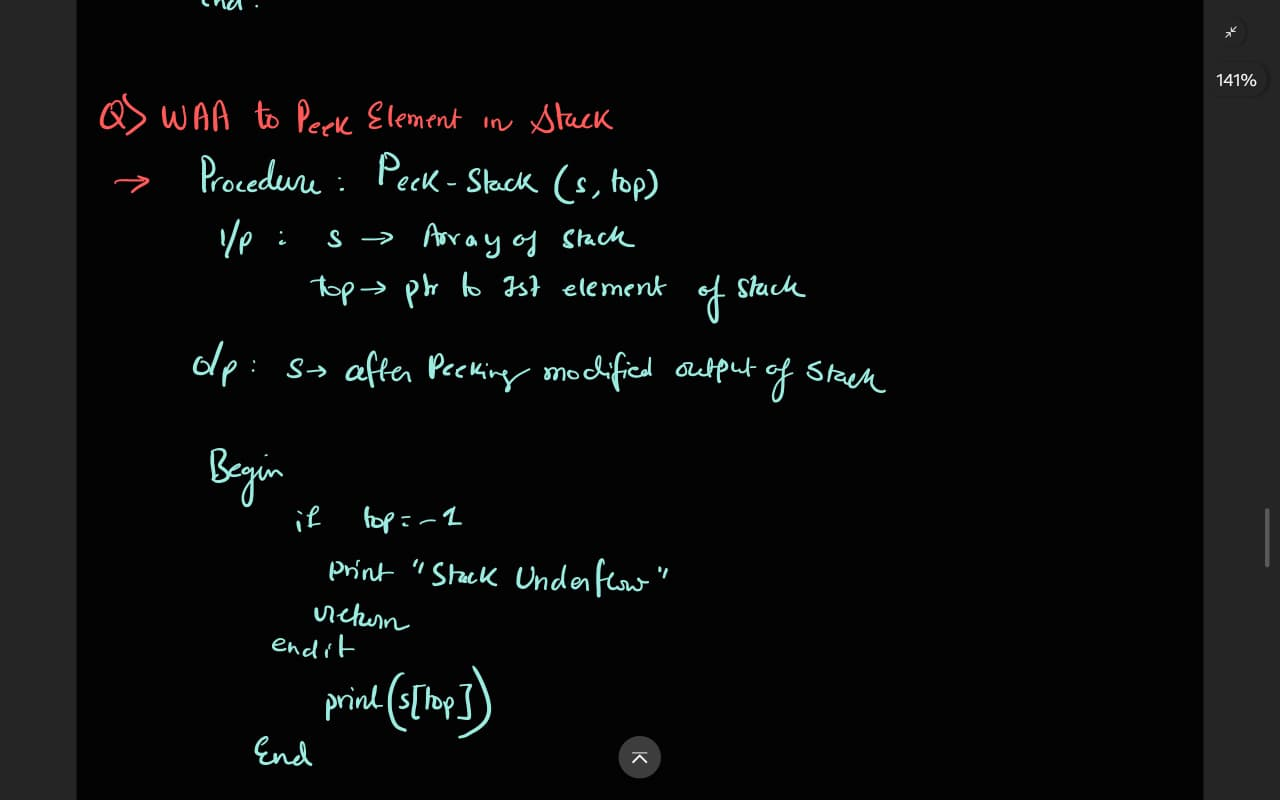 end.
141%
Q> WAA to Peek Element in Stack
→ Procedure: Peek-Stack (s, top)
I/p : s → Array of Stack
top → ptr to 1st element of Stack
o/p : s → after Peeking modified output of Stack
Begin
if top = -1
print "Stack Underflow"
return
endif
print(s[top])
End